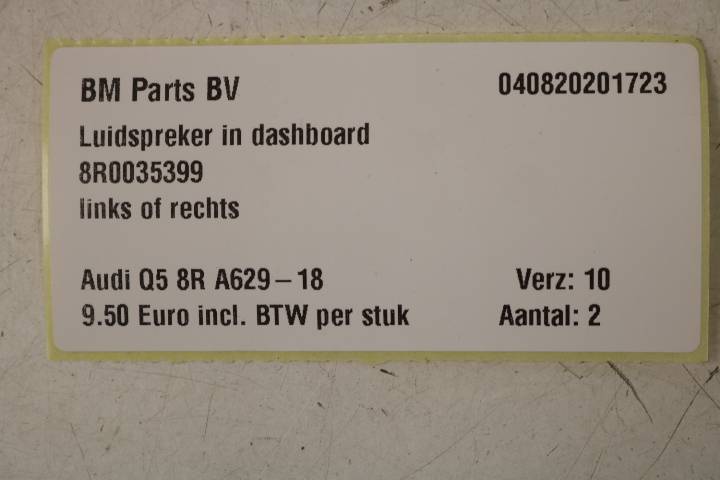 BM Parts BV 040820201723
Luidspreker in dashboard
8R0035399
links of rechts
Audi Q5 8R A629-18 Verz: 10
9.50 Euro incl. BTW per stuk Aantal: 2